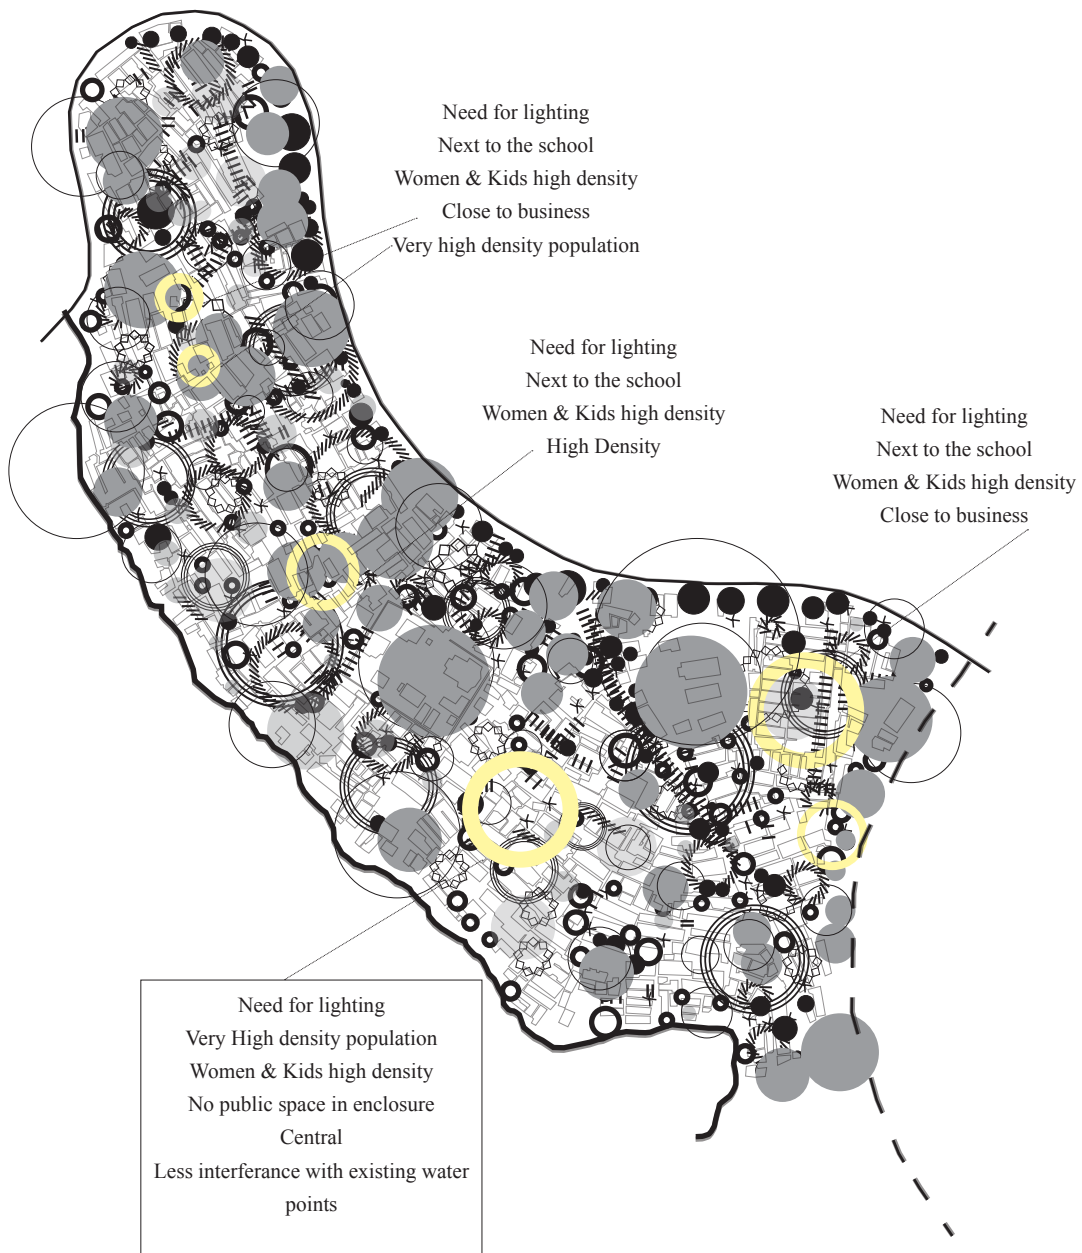 Need for lighting
Next to the school
Women & Kids high density
Close to business
Very high density population
Need for lighting
Next to the school
Women & Kids high density
High Density
Need for lighting
Next to the school
Women & Kids high density
Close to business
Need for lighting
Very High density population
Women & Kids high density
No public space in enclosure
Central
Less interferance with existing water
points